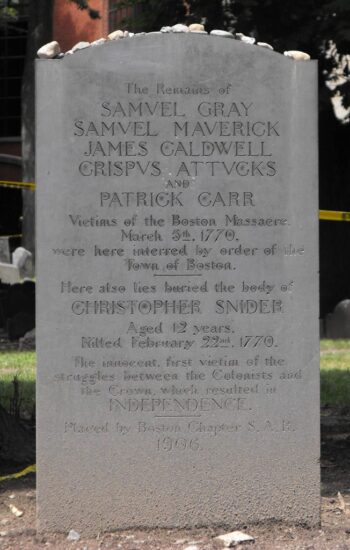 The Remains of
SAMVEL GRAY
SAMVEL MAVERICK
JAMES CALDWELL
CRISPVS ATTVCKS
AND
PATRICK CARR
Victims of the Boston Massacre.
March 5th, 1770,
were here interred by order of the
Town of Boston.
Here also lies buried the body of
CHRISTOPHER SNIDER
Aged 12 years.
Killed February 22nd, 1770.
The innocent, first victim of the
struggles between the Colonists and
the Crown, which resulted in
INDEPENDENCE.
Placed by Boston Chapter S. A. R.
1906.